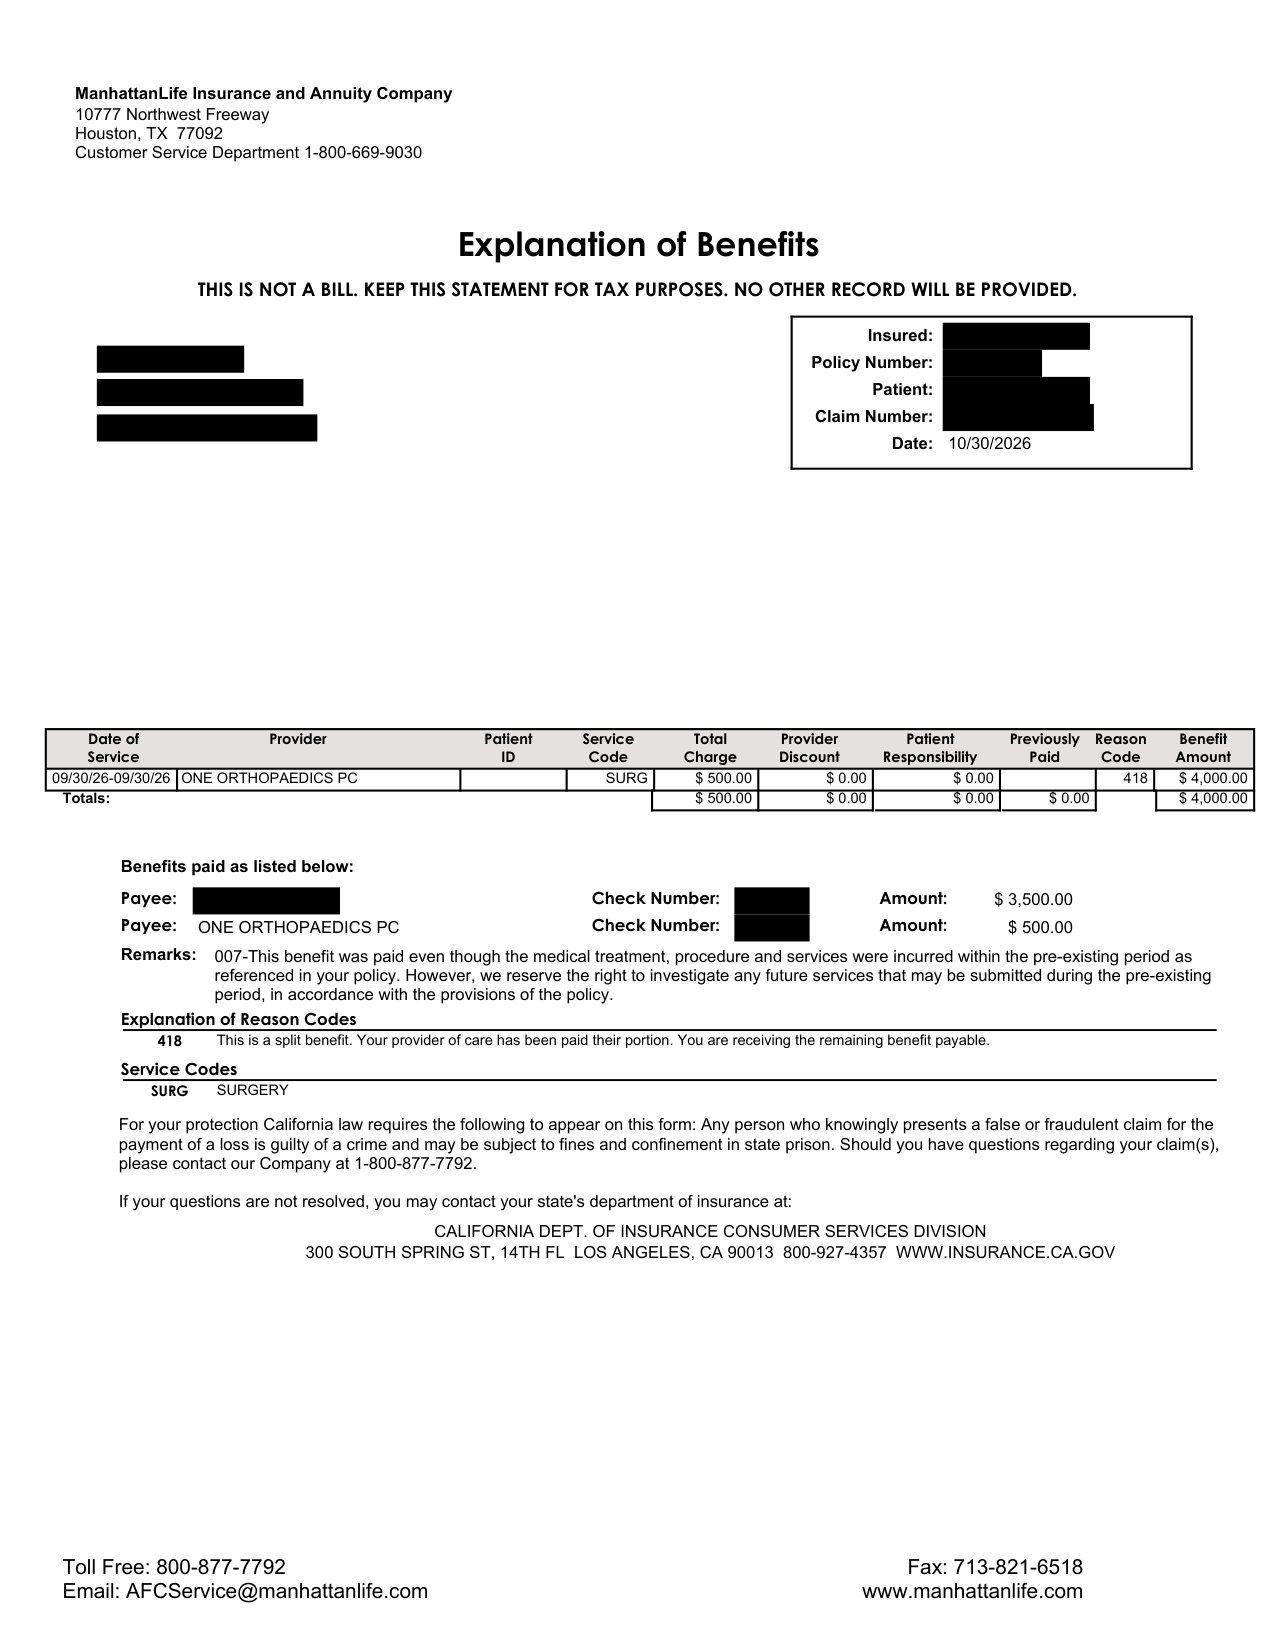 ManhattanLife Insurance and Annuity Company
10777 Northwest Freeway
Houston, TX  77092
Customer Service Department 1-800-669-9030
Explanation of Benefits
THIS IS NOT A BILL. KEEP THIS STATEMENT FOR TAX PURPOSES. NO OTHER RECORD WILL BE PROVIDED.
Insured:
Policy Number:
Patient:
Claim Number:
Date: 10/30/2026
Date of Service | Provider | Patient ID | Service Code | Total Charge | Provider Discount | Patient Responsibility | Previously Paid | Reason Code | Benefit Amount
09/30/26-09/30/26 | ONE ORTHOPAEDICS PC | | SURG | $ 500.00 | $ 0.00 | $ 0.00 | | 418 | $ 4,000.00
Totals: $ 500.00 | $ 0.00 | $ 0.00 | $ 0.00 | $ 4,000.00
Benefits paid as listed below:
Payee: Check Number: Amount: $ 3,500.00
Payee: ONE ORTHOPAEDICS PC Check Number: Amount: $ 500.00
Remarks: 007-This benefit was paid even though the medical treatment, procedure and services were incurred within the pre-existing period as
referenced in your policy. However, we reserve the right to investigate any future services that may be submitted during the pre-existing
period, in accordance with the provisions of the policy.
Explanation of Reason Codes
418 This is a split benefit. Your provider of care has been paid their portion. You are receiving the remaining benefit payable.
Service Codes
SURG SURGERY
For your protection California law requires the following to appear on this form: Any person who knowingly presents a false or fraudulent claim for the
payment of a loss is guilty of a crime and may be subject to fines and confinement in state prison. Should you have questions regarding your claim(s),
please contact our Company at 1-800-877-7792.
If your questions are not resolved, you may contact your state's department of insurance at:
CALIFORNIA DEPT. OF INSURANCE CONSUMER SERVICES DIVISION
300 SOUTH SPRING ST, 14TH FL  LOS ANGELES, CA 90013  800-927-4357  WWW.INSURANCE.CA.GOV
Toll Free: 800-877-7792 Fax: 713-821-6518
Email: AFCService@manhattanlife.com www.manhattanlife.com